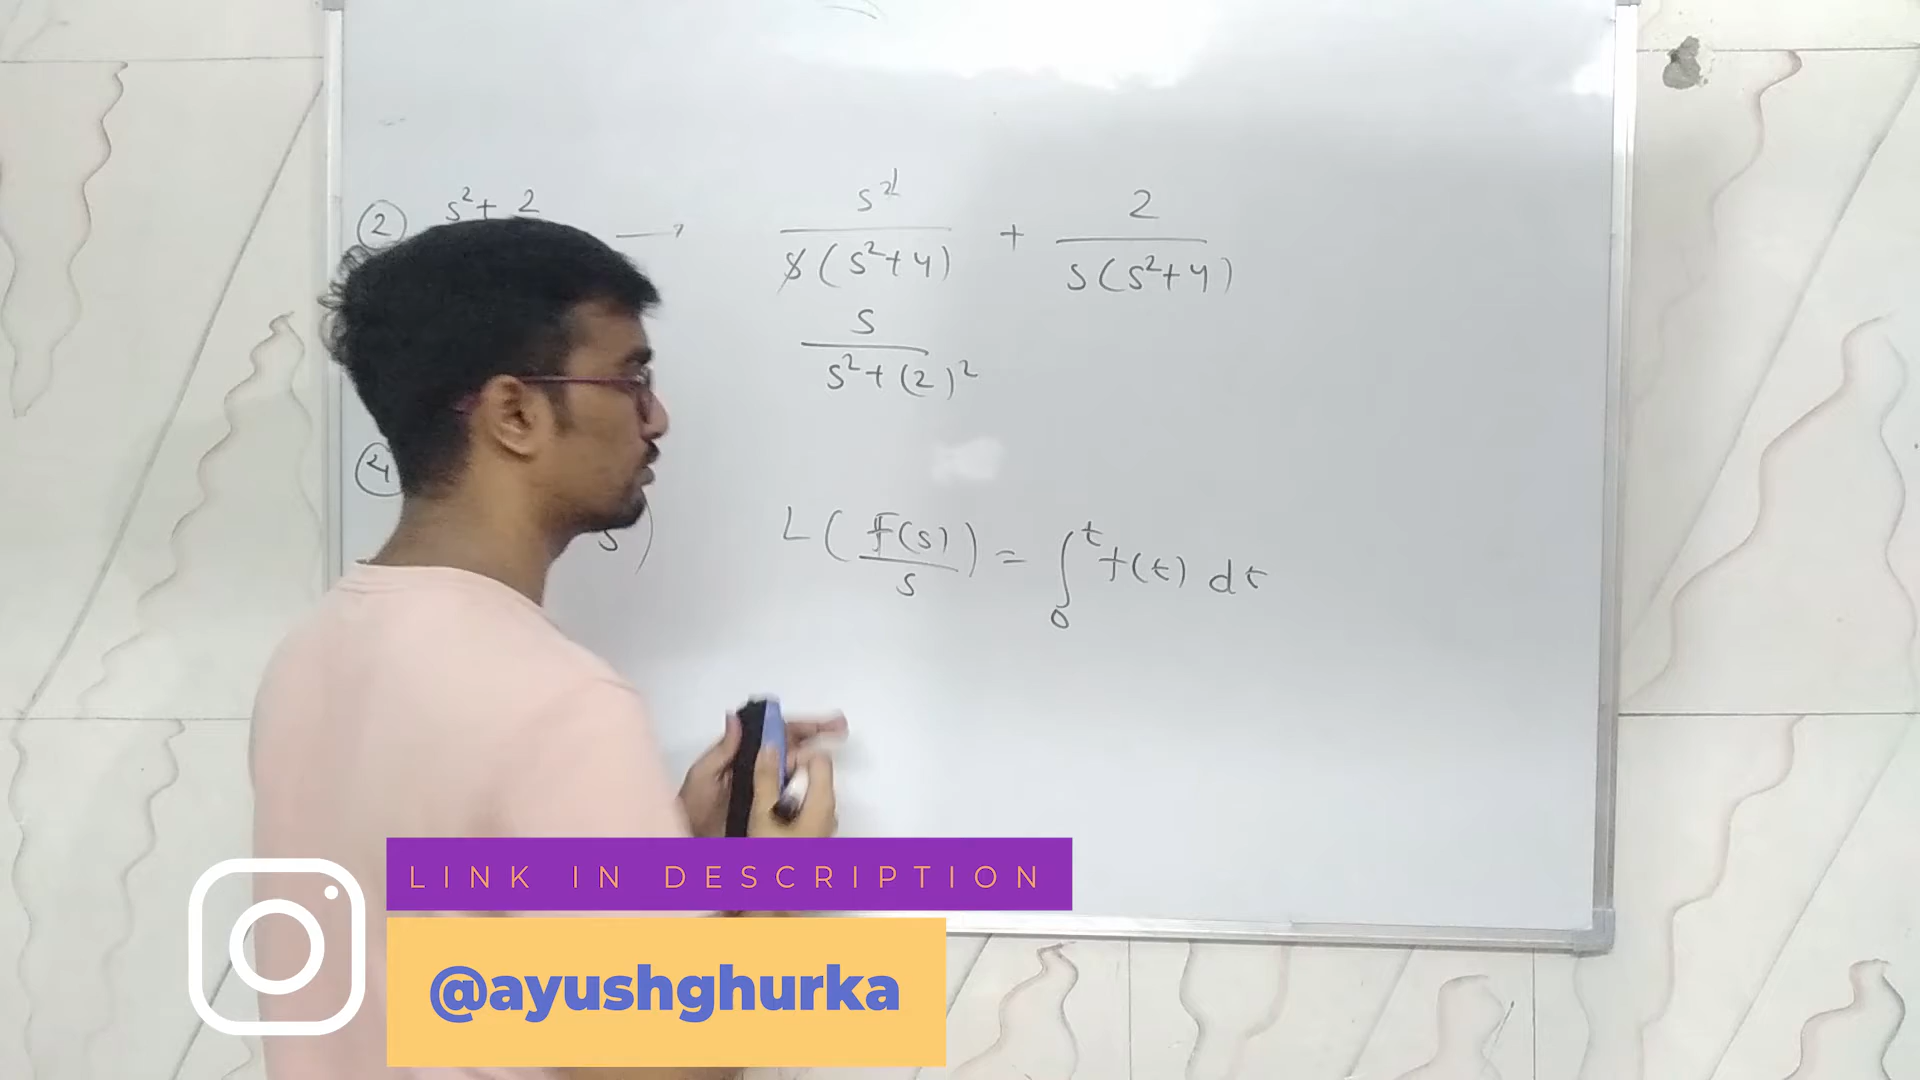 ② s² + 2 → s²/s(s²+4) + 2/s(s²+4)
s/s²+(2)²
④
s)
L(F(s)/s) = ∫₀ᵗ f(t) dt
LINK IN DESCRIPTION
@ayushghurka